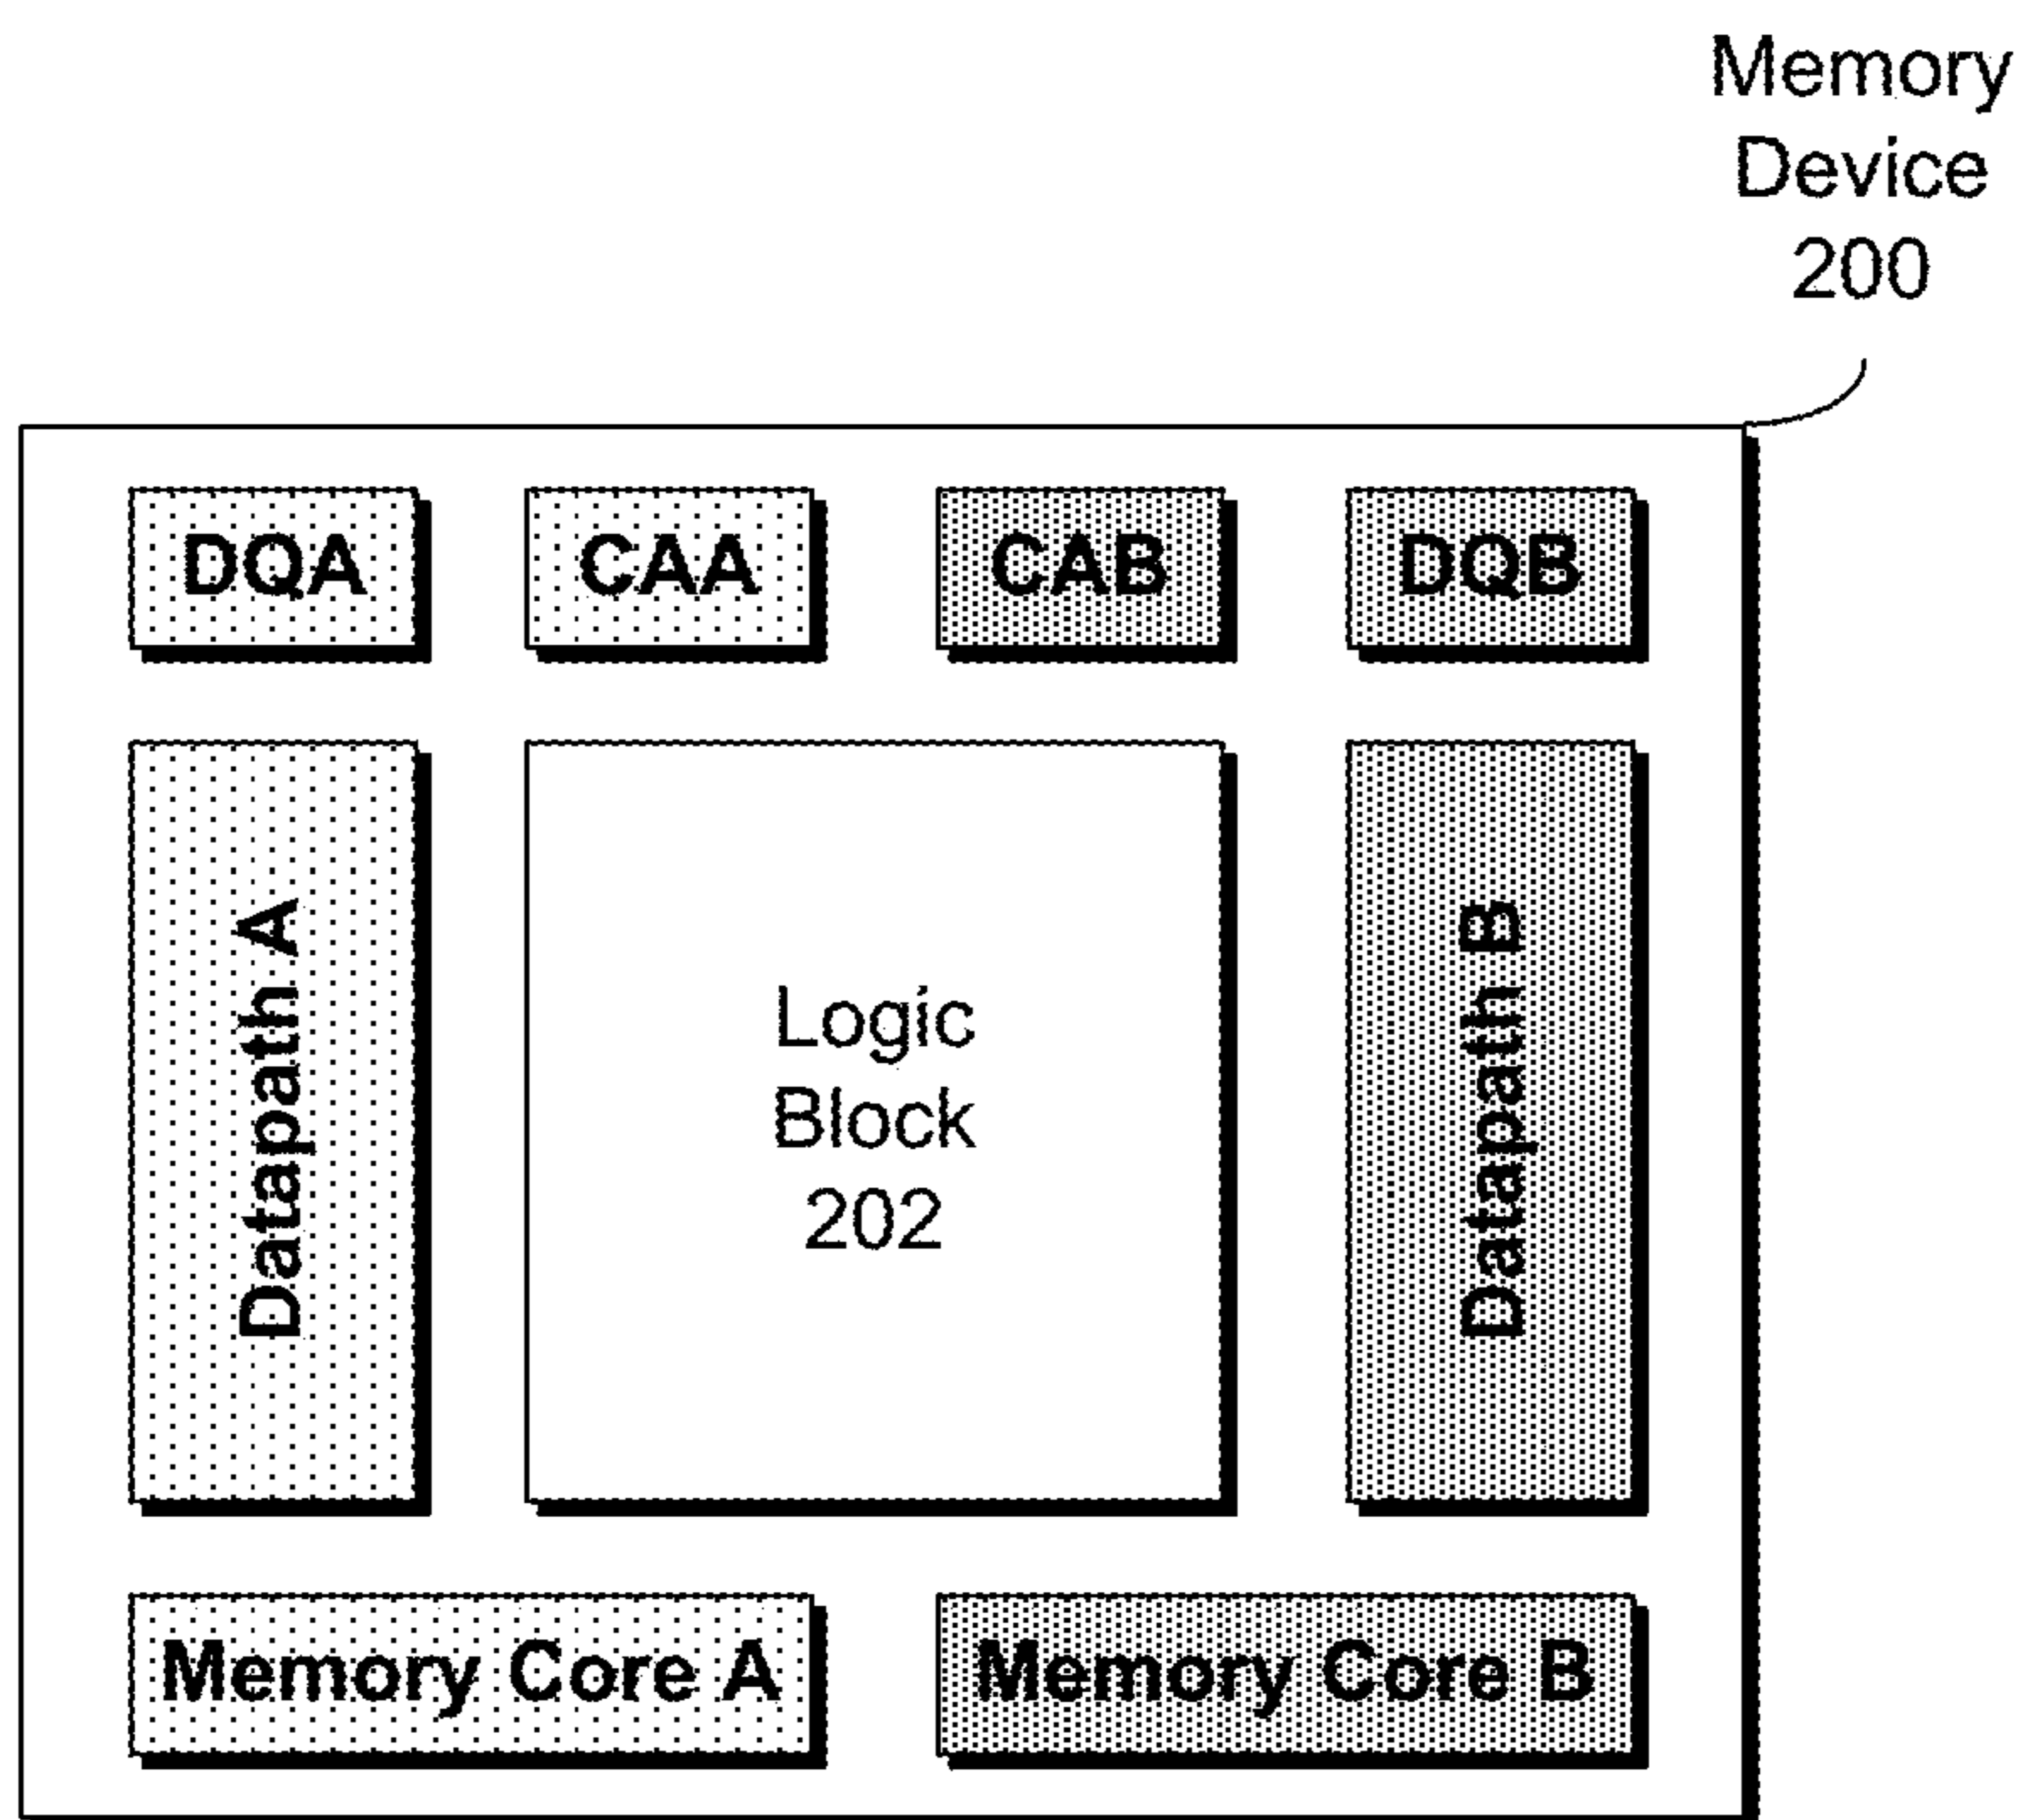 Memory
Device
200
DQA
CAA
CAB
DQB
Datapath A
Logic
Block
202
Datapath B
Memory Core A
Memory Core B